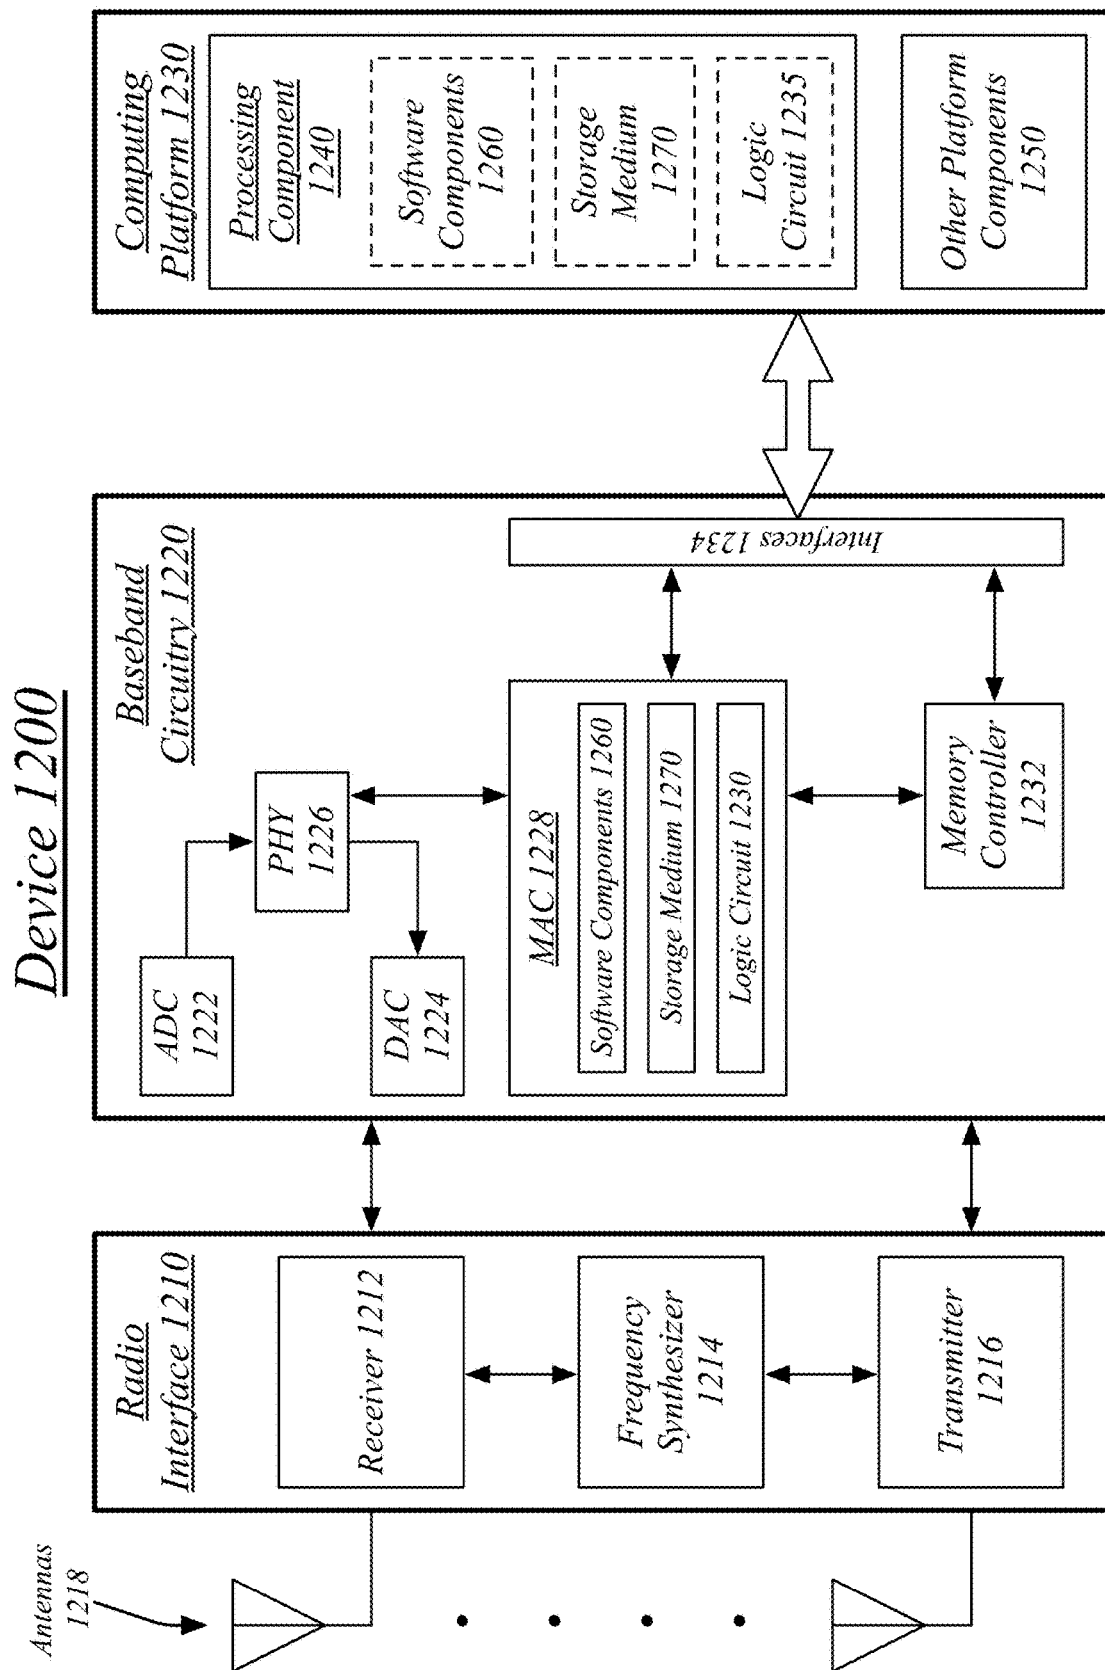 Device 1200
Antennas
1218
Radio
Interface 1210
Receiver 1212
Frequency
Synthesizer
1214
Transmitter
1216
Baseband
Circuitry 1220
ADC
1222
PHY
1226
DAC
1224
MAC 1228
Software Components 1260
Storage Medium 1270
Logic Circuit 1230
Memory
Controller
1232
Interfaces 1234
Computing
Platform 1230
Processing
Component
1240
Software
Components
1260
Storage
Medium
1270
Logic
Circuit 1235
Other Platform
Components
1250